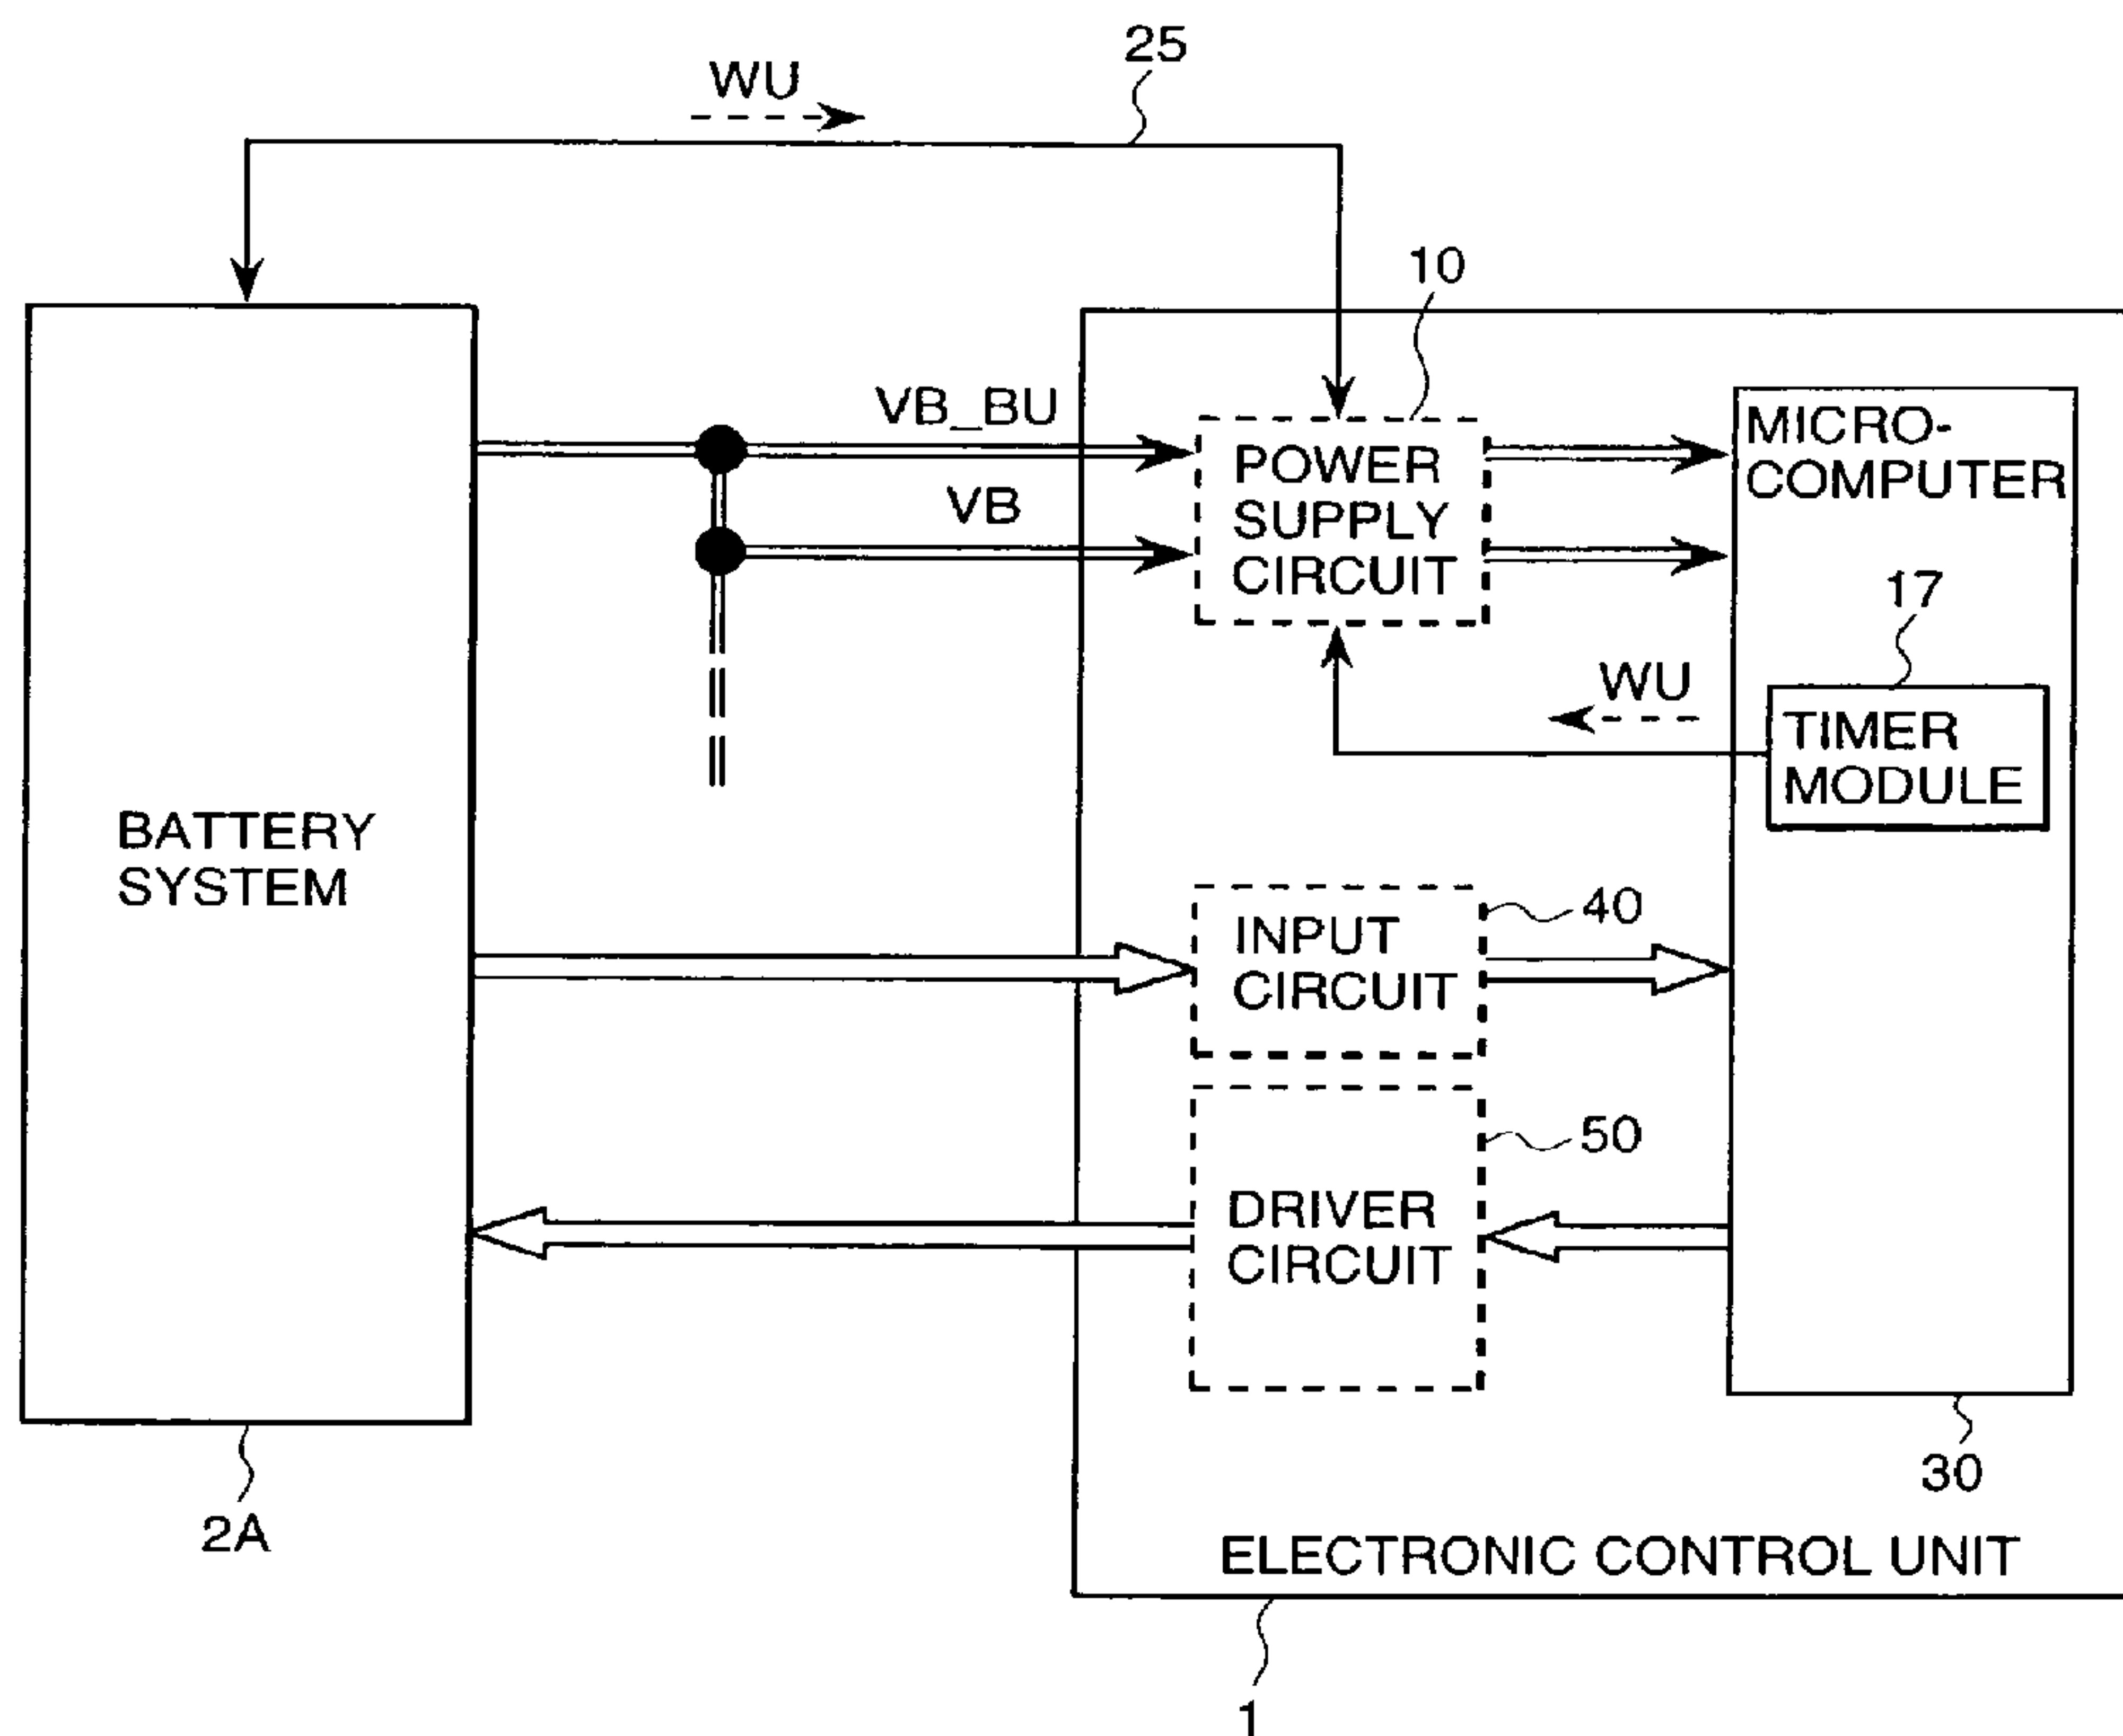 25
WU
10
VB_BU
VB
POWER
SUPPLY
CIRCUIT
MICRO-
COMPUTER
17
WU
TIMER
MODULE
BATTERY
SYSTEM
40
INPUT
CIRCUIT
50
DRIVER
CIRCUIT
30
2A
ELECTRONIC CONTROL UNIT
1